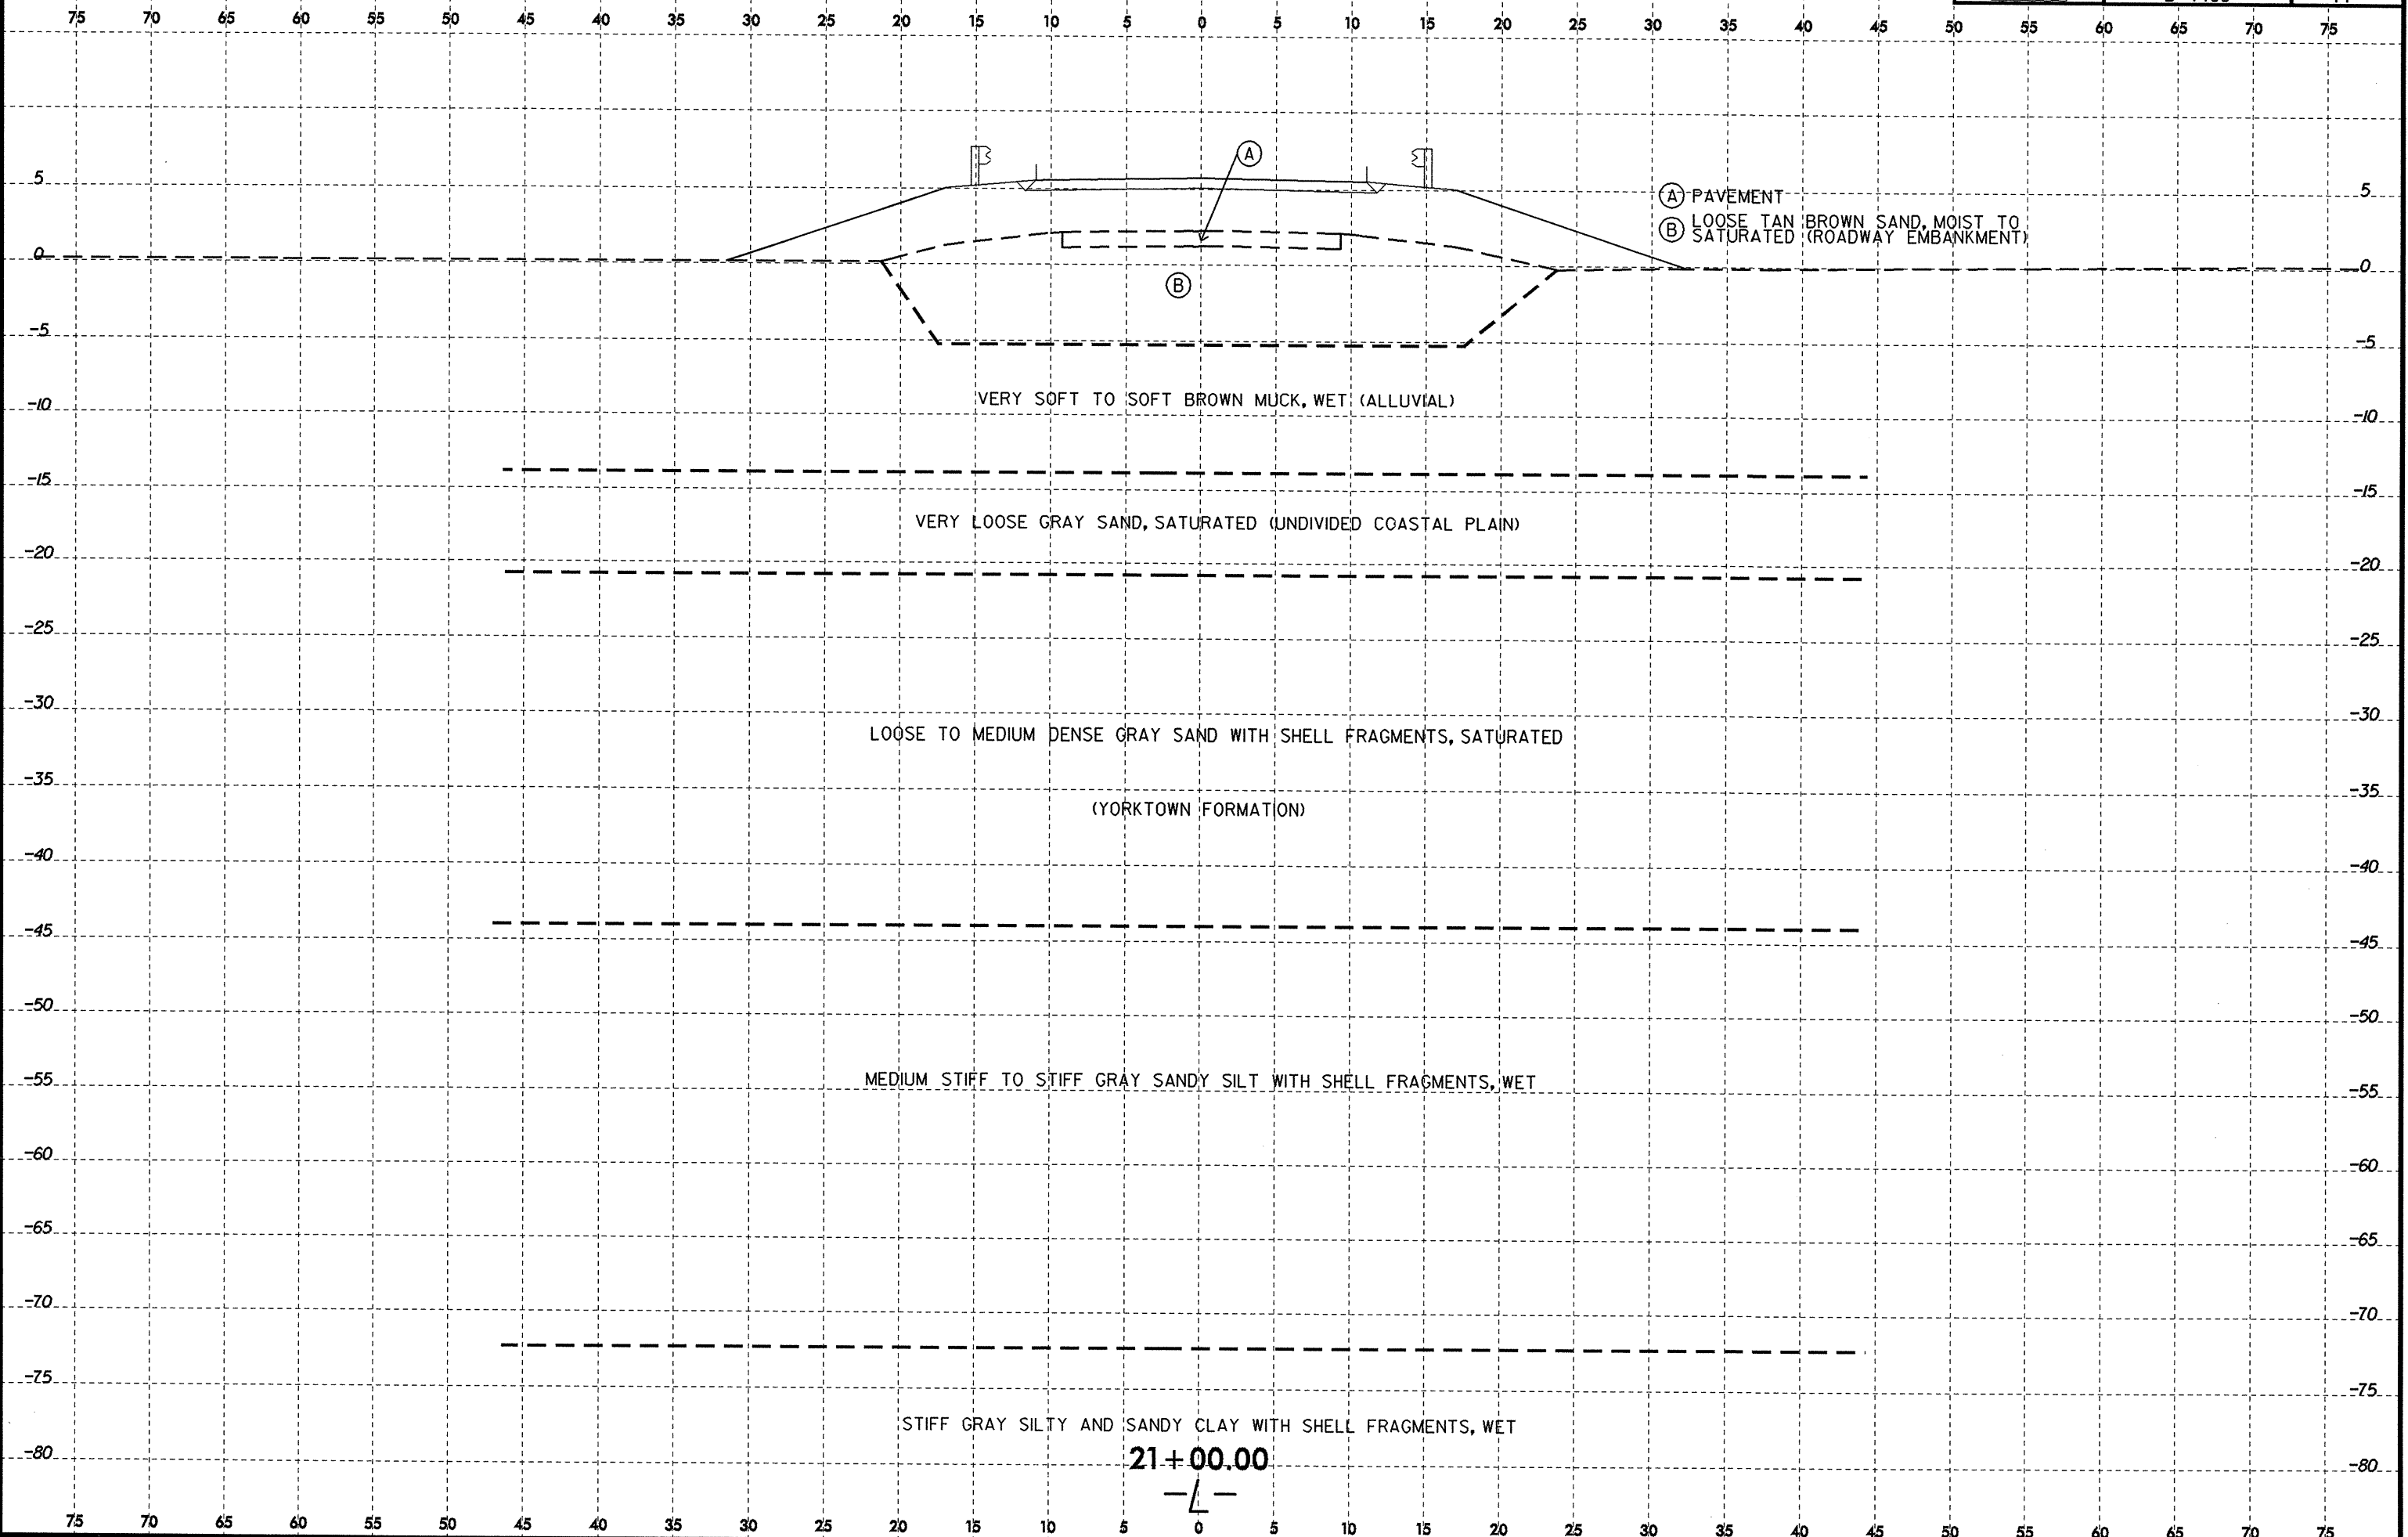 75 70 65 60 55 50 45 40 35 30 25 20 15 10 5 0 5 10 15 20 25 30 35 40 45 50 55 60 65 70 75
Ⓐ
5 5
Ⓐ PAVEMENT
Ⓑ LOOSE TAN BROWN SAND, MOIST TO
SATURATED (ROADWAY EMBANKMENT)
0 0
Ⓑ
-5 -5
VERY SOFT TO SOFT BROWN MUCK, WET (ALLUVIAL)
-10 -10
-15 -15
VERY LOOSE GRAY SAND, SATURATED (UNDIVIDED COASTAL PLAIN)
-20 -20
-25 -25
-30 -30
LOOSE TO MEDIUM DENSE GRAY SAND WITH SHELL FRAGMENTS, SATURATED
-35 -35
(YORKTOWN FORMATION)
-40 -40
-45 -45
-50 -50
MEDIUM STIFF TO STIFF GRAY SANDY SILT WITH SHELL FRAGMENTS, WET
-55 -55
-60 -60
-65 -65
-70 -70
-75 -75
STIFF GRAY SILTY AND SANDY CLAY WITH SHELL FRAGMENTS, WET
-80 -80
21+00.00
-L-
75 70 65 60 55 50 45 40 35 30 25 20 15 10 5 0 5 10 15 20 25 30 35 40 45 50 55 60 65 70 75